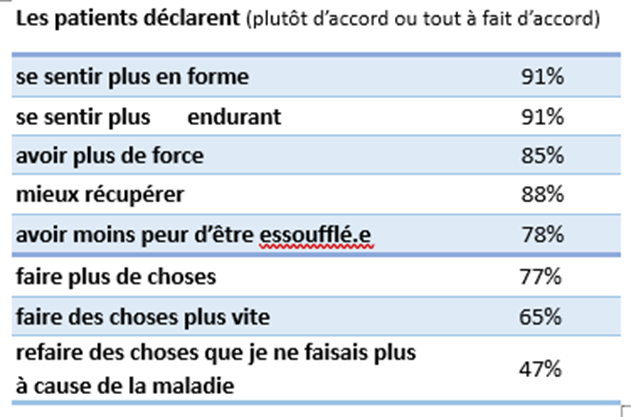 Les patients déclarent (plutôt d’accord ou tout à fait d’accord)
se sentir plus en forme 91%
se sentir plus endurant 91%
avoir plus de force 85%
mieux récupérer 88%
avoir moins peur d’être essoufflé.e 78%
faire plus de choses 77%
faire des choses plus vite 65%
refaire des choses que je ne faisais plus
à cause de la maladie 47%